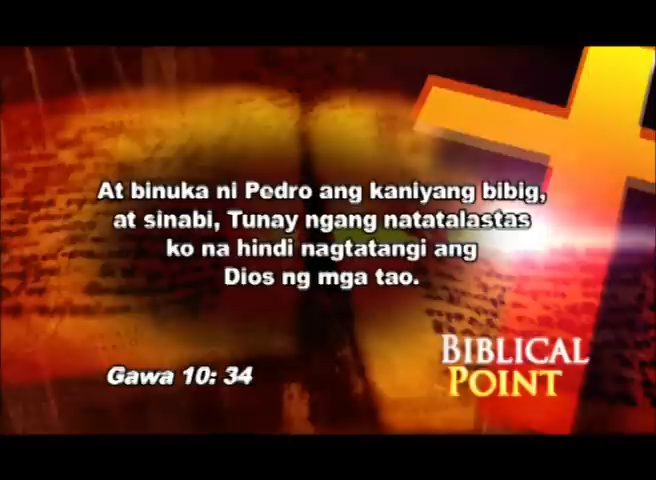 At binuka ni Pedro ang kaniyang bibig,
at sinabi, Tunay ngang natatalastas
ko na hindi nagtatangi ang
Dios ng mga tao.
Gawa 10: 34
BIBLICAL
POINT